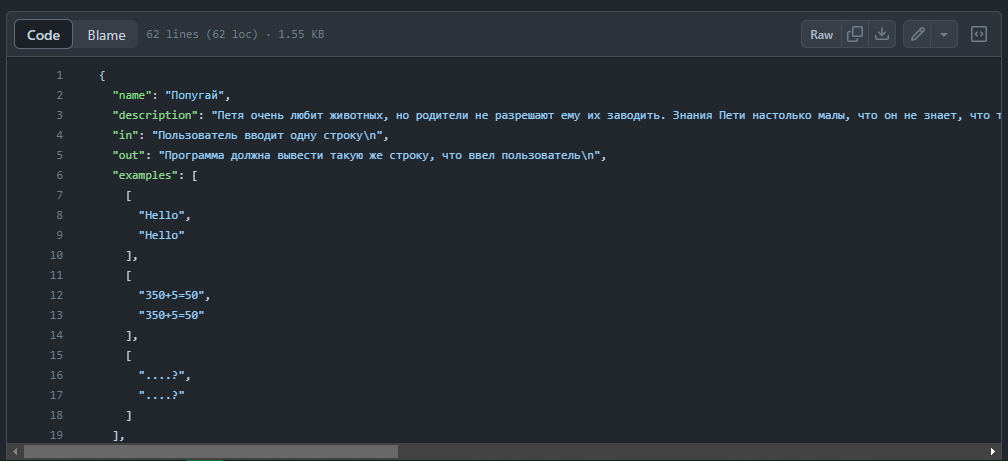 Code Blame 62 lines (62 loc) · 1.55 KB Raw
1 {
2 "name": "Попугай",
3 "description": "Петя очень любит животных, но родители не разрешают ему их заводить. Знания Пети настолько малы, что он не знает, что т
4 "in": "Пользователь вводит одну строку\n",
5 "out": "Программа должна вывести такую же строку, что ввел пользователь\n",
6 "examples": [
7 [
8 "Hello",
9 "Hello"
10 ],
11 [
12 "350+5=50",
13 "350+5=50"
14 ],
15 [
16 "....?",
17 "....?"
18 ]
19 ],